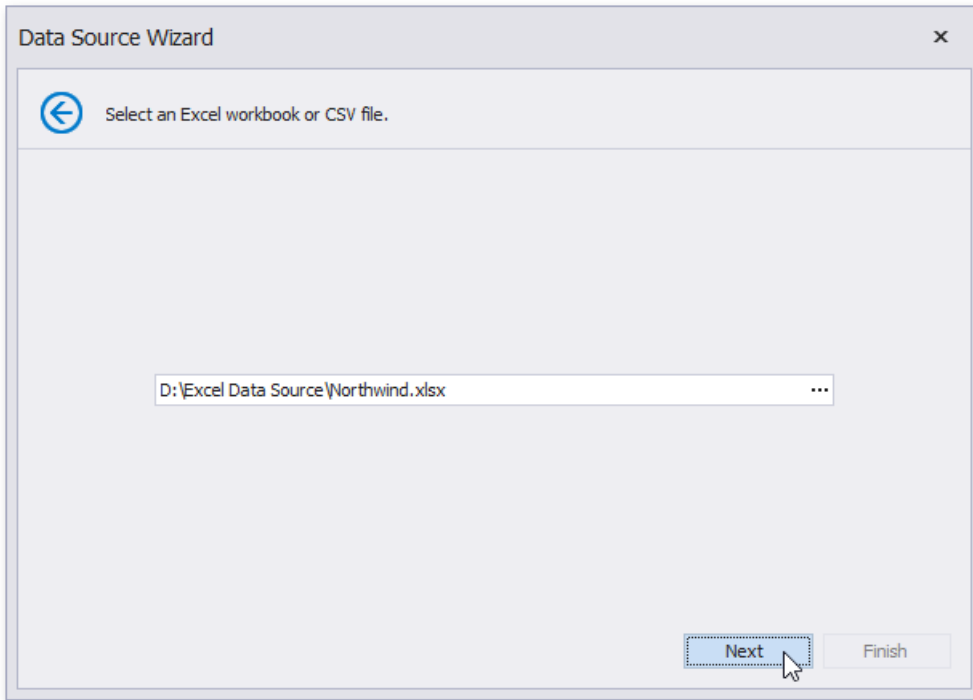 Data Source Wizard
Select an Excel workbook or CSV file.
D:\Excel Data Source\Northwind.xlsx ...
Next Finish